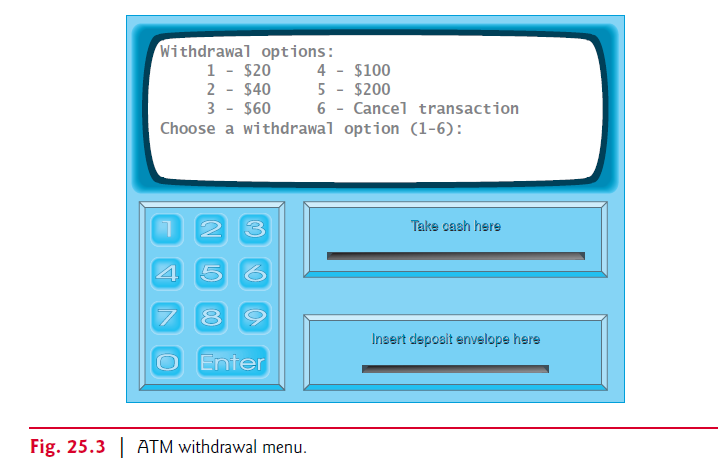 Withdrawal options:
1 - $20 4 - $100
2 - $40 5 - $200
3 - $60 6 - Cancel transaction
Choose a withdrawal option (1-6):
1 2 3
4 5 6
7 8 9
0 Enter
Take cash here
Insert deposit envelope here
Fig. 25.3 | ATM withdrawal menu.